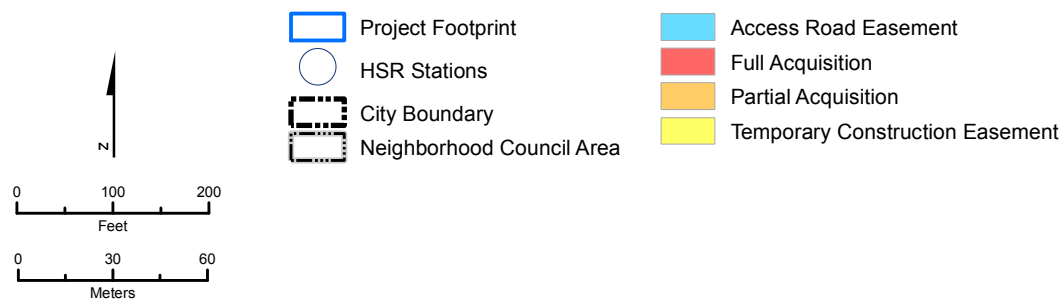 Project Footprint
HSR Stations
City Boundary
Neighborhood Council Area
Access Road Easement
Full Acquisition
Partial Acquisition
Temporary Construction Easement
N
0 100 200
Feet
0 30 60
Meters